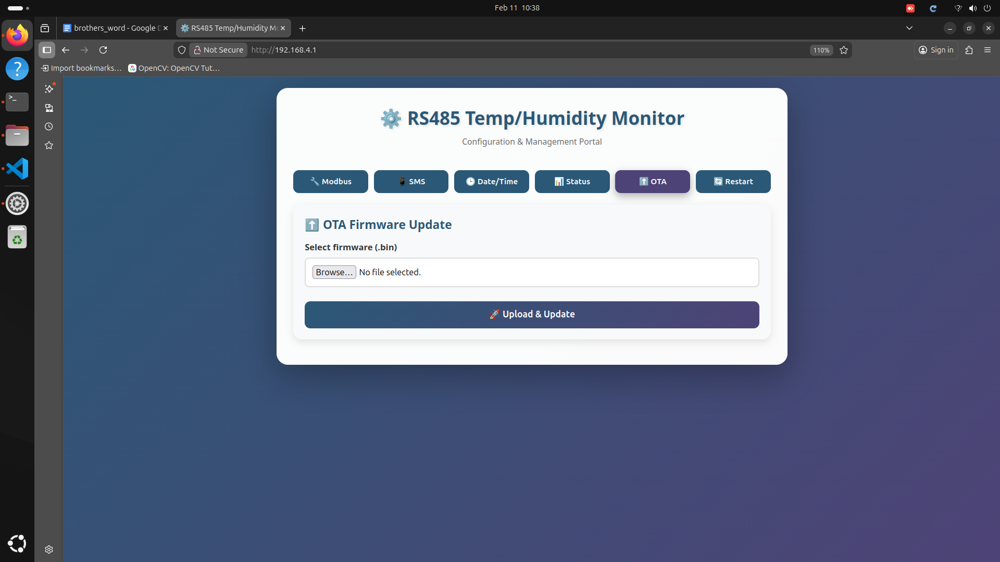 Feb 11 10:38
brothers_word - Google D
RS485 Temp/Humidity Mo
Not Secure
http://192.168.4.1
110%
Sign in
Import bookmarks…
OpenCV: OpenCV Tut…
⚙️ RS485 Temp/Humidity Monitor
Configuration & Management Portal
🔧 Modbus
📱 SMS
🕒 Date/Time
📊 Status
⬆️ OTA
🔄 Restart
⬆️ OTA Firmware Update
Select firmware (.bin)
Browse… No file selected.
🚀 Upload & Update